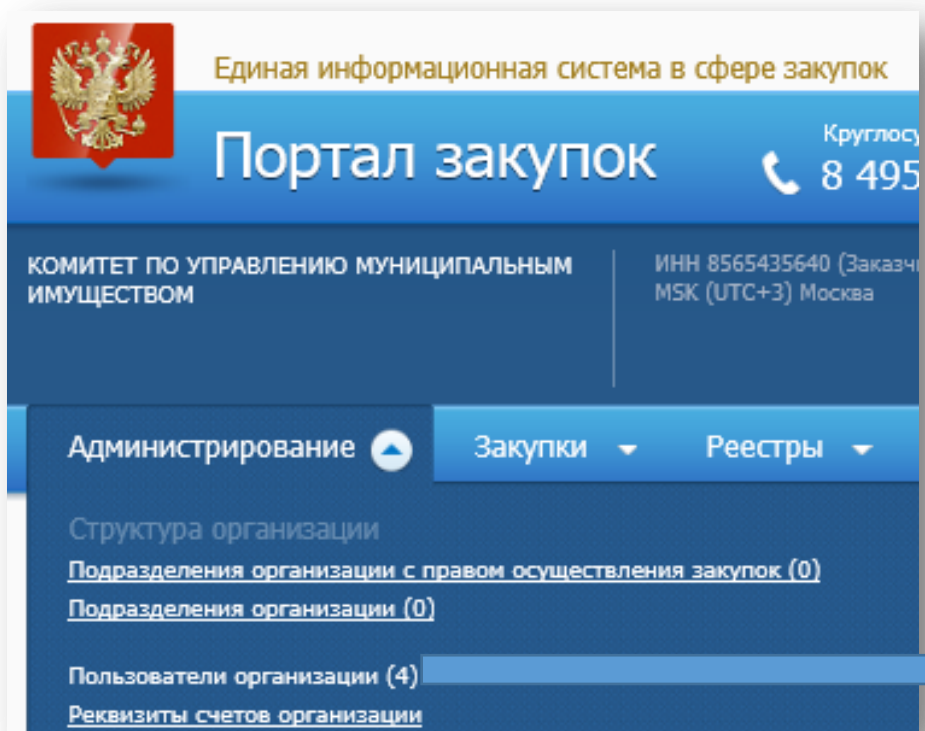 Единая информационная система в сфере закупок
Портал закупок
8 495
КОМИТЕТ ПО УПРАВЛЕНИЮ МУНИЦИПАЛЬНЫМ
ИМУЩЕСТВОМ
ИНН 8565435640
MSK (UTC+3) Москва
Администрирование
Закупки
Реестры
Структура организации
Подразделения организации с правом осуществления закупок (0)
Подразделения организации (0)
Пользователи организации (4)
Реквизиты счетов организации